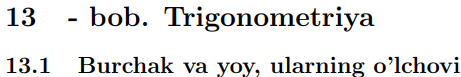 13 - bob. Trigonometriya
13.1 Burchak va yoy, ularning o'lchovi